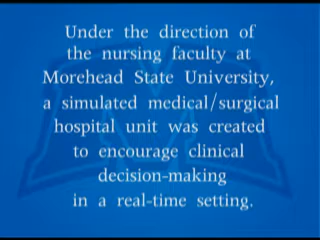 Under the direction of
the nursing faculty at
Morehead State University,
a simulated medical/surgical
hospital unit was created
to encourage clinical
decision-making
in a real-time setting.